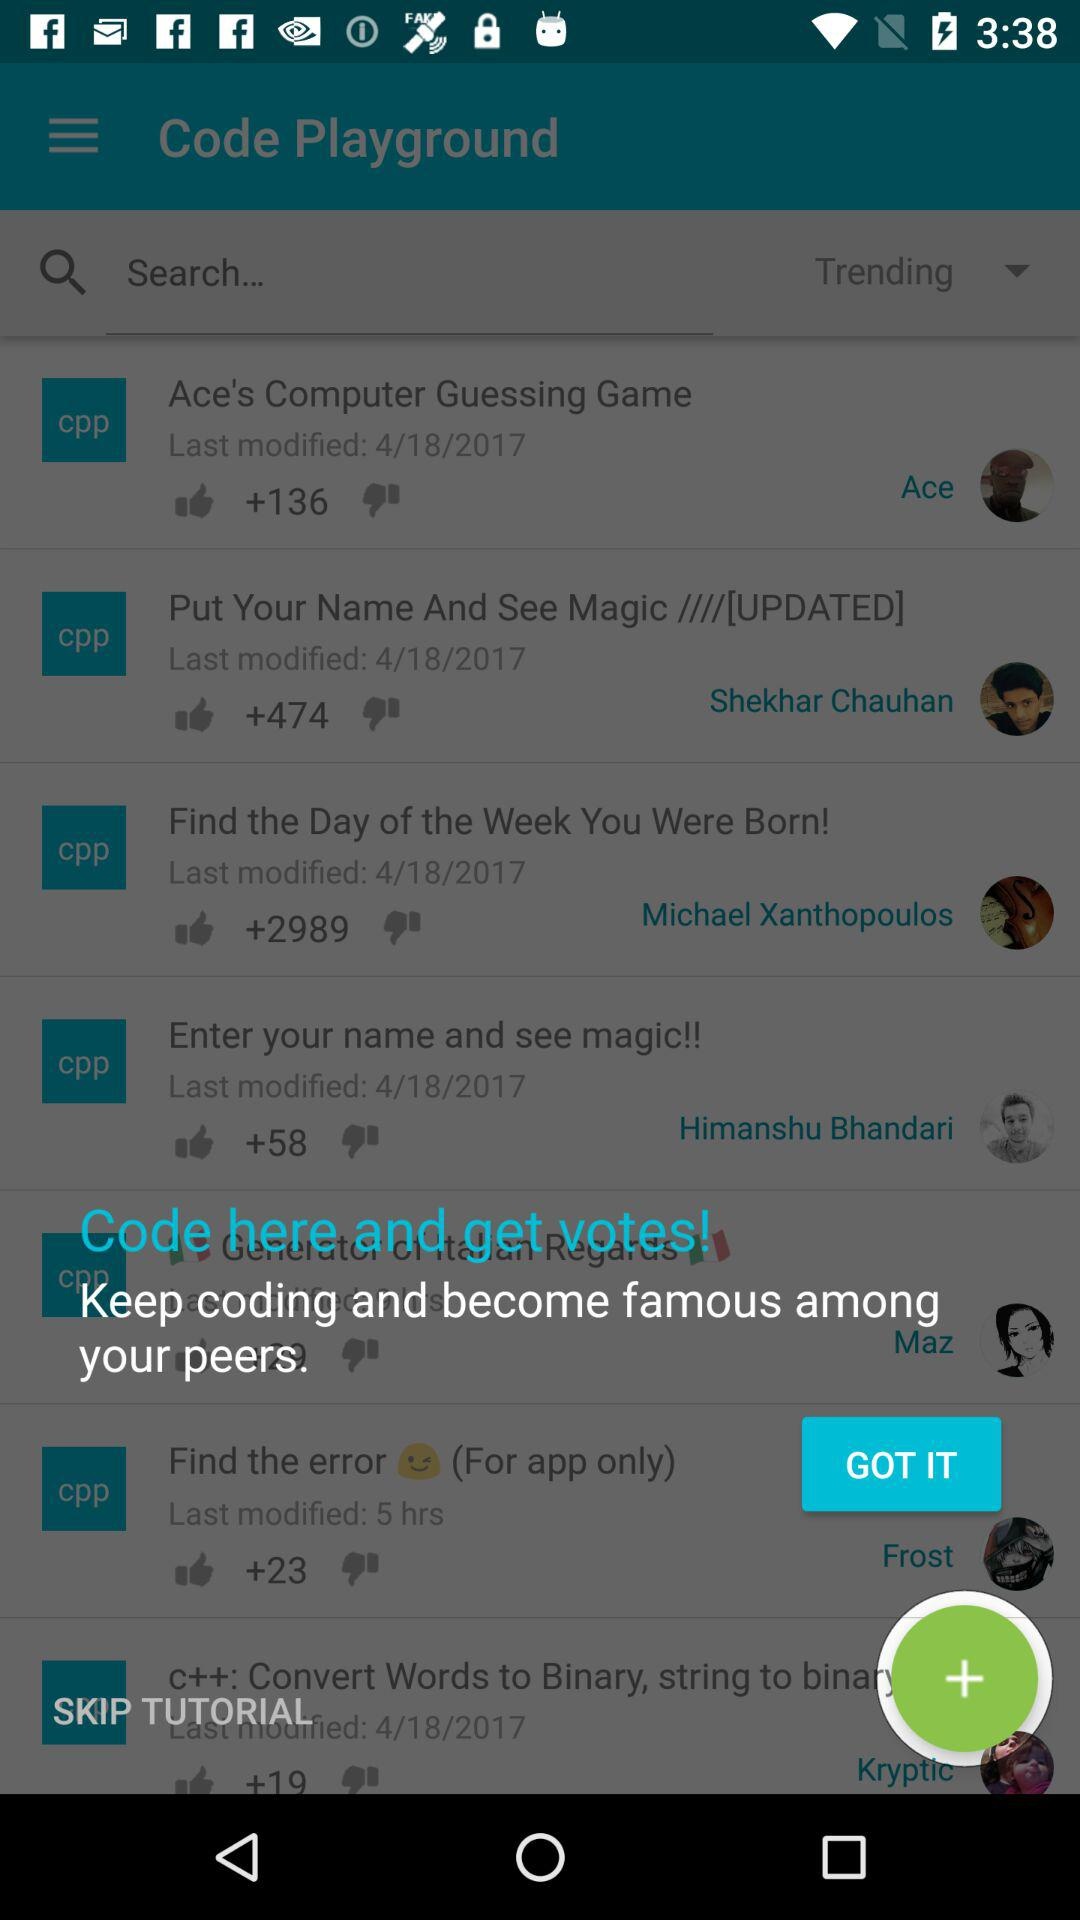 FAKE
3:38
Code Playground
Search...
Trending
cpp
Ace's Computer Guessing Game
Last modified: 4/18/2017
+136
Ace
cpp
Put Your Name And See Magic ////[UPDATED]
Last modified: 4/18/2017
+474
Shekhar Chauhan
cpp
Find the Day of the Week You Were Born!
Last modified: 4/18/2017
+2989
Michael Xanthopoulos
cpp
Enter your name and see magic!!
Last modified: 4/18/2017
+58
Himanshu Bhandari
Code here and get votes!
cpp
Generator of Italian Regards
Keep coding and become famous among
your peers.
Last modified: 9 hrs
+29
Maz
GOT IT
cpp
Find the error 😉 (For app only)
Last modified: 5 hrs
+23
Frost
c++: Convert Words to Binary, string to binary
SKIP TUTORIAL
Last modified: 4/18/2017
+19
Kryptic